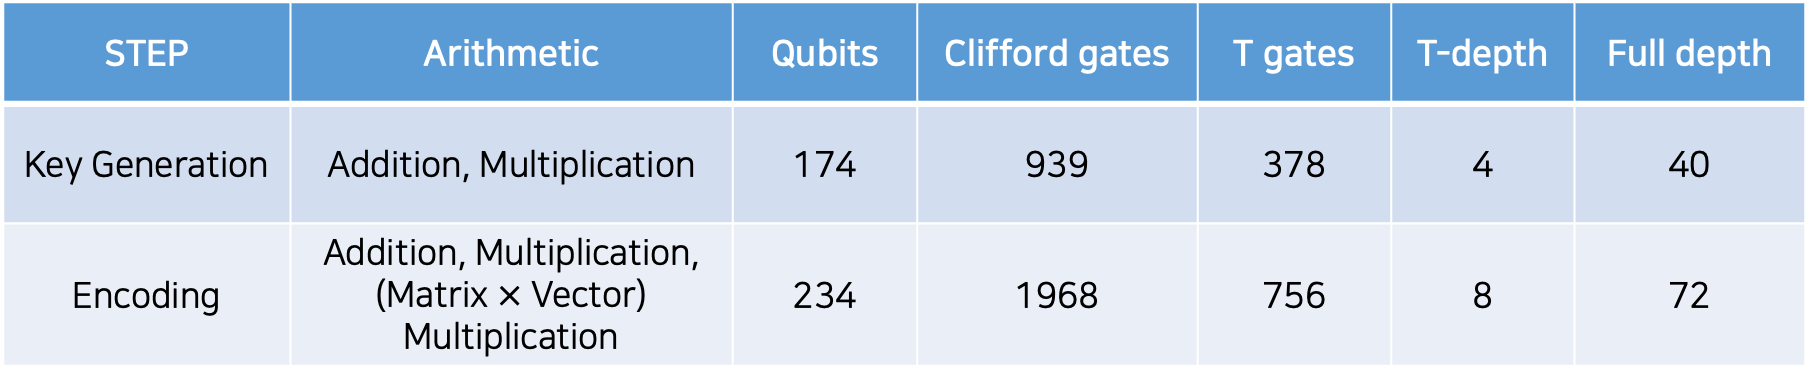 STEP Arithmetic Qubits Clifford gates T gates T-depth Full depth
Key Generation Addition, Multiplication 174 939 378 4 40
Addition, Multiplication,
Encoding (Matrix × Vector) 234 1968 756 8 72
Multiplication